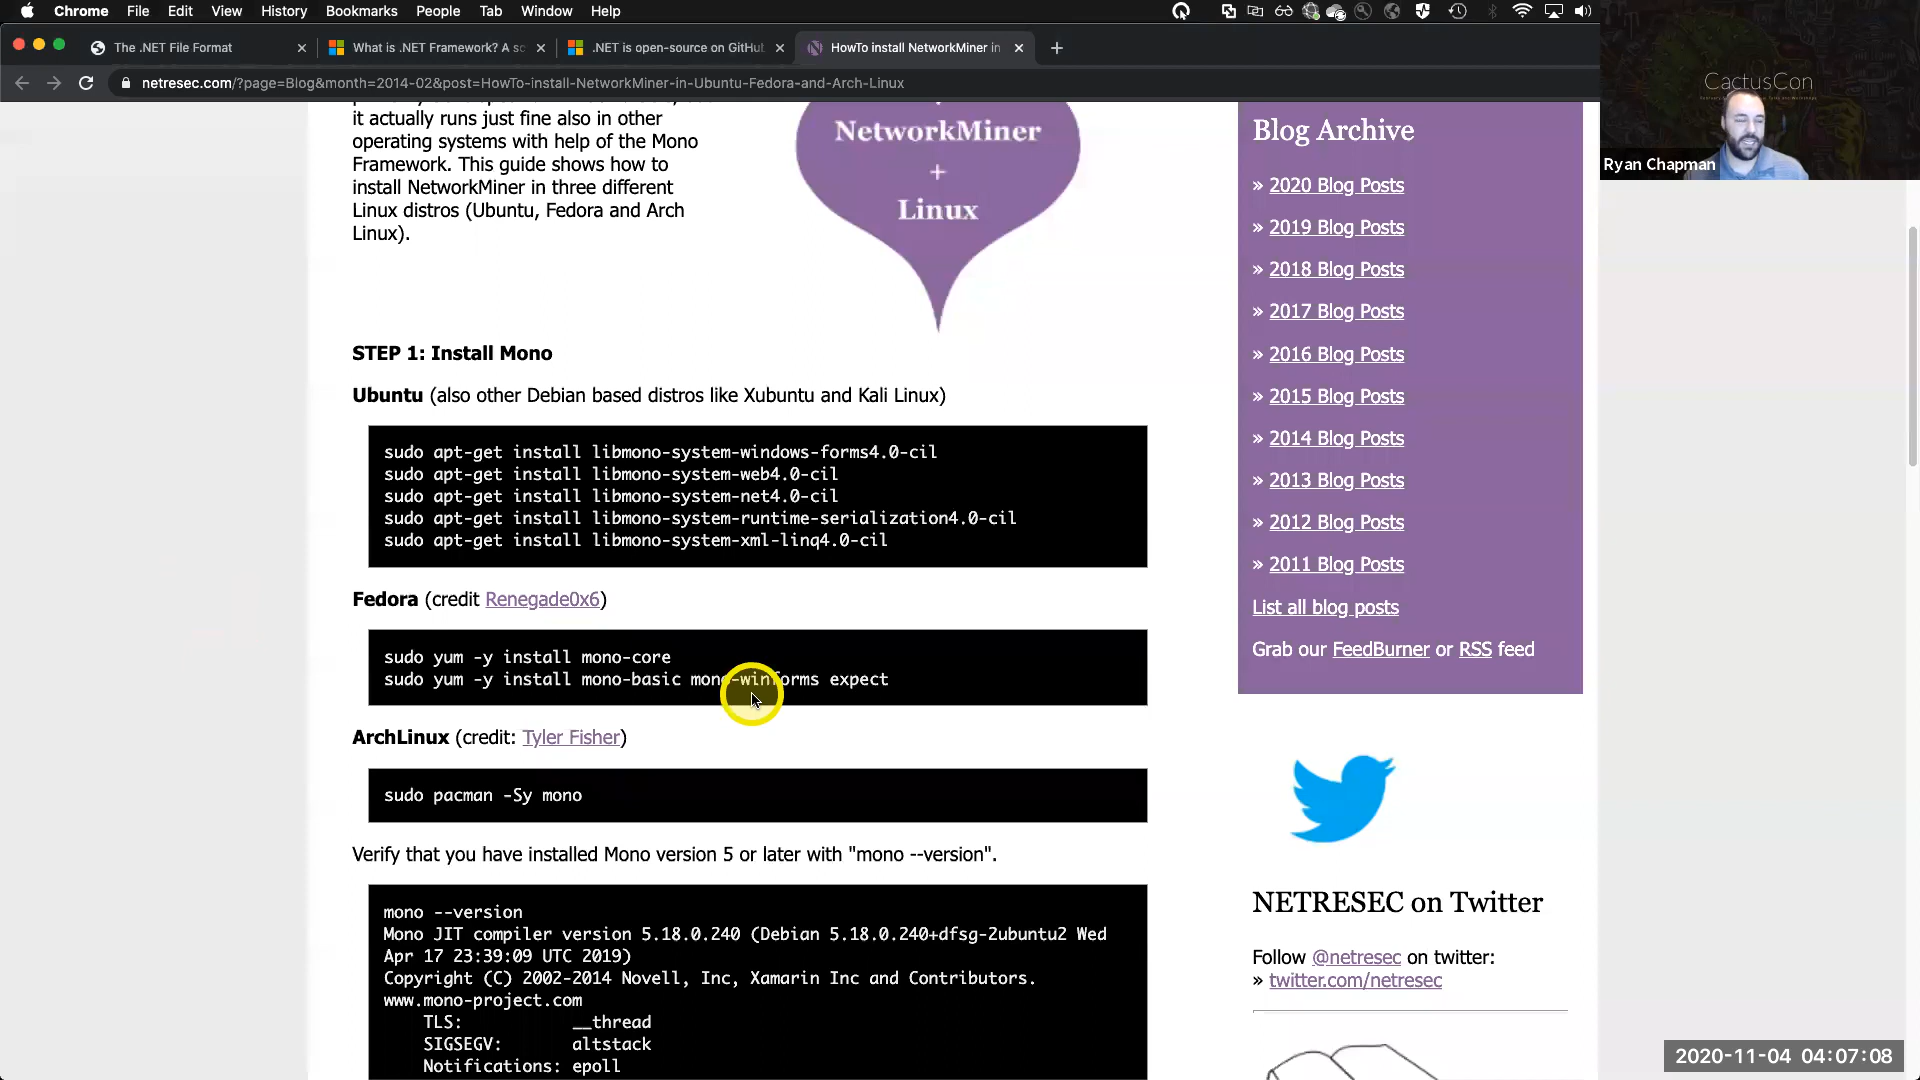 Chrome File Edit View History Bookmarks People Tab Window Help
The .NET File Format
What is .NET Framework? A sc
.NET is open-source on GitHub
HowTo install NetworkMiner in
netresec.com/?page=Blog&month=2014-02&post=HowTo-install-NetworkMiner-in-Ubuntu-Fedora-and-Arch-Linux
CactusCon
Ryan Chapman
it actually runs just fine also in other
operating systems with help of the Mono
Framework. This guide shows how to
install NetworkMiner in three different
Linux distros (Ubuntu, Fedora and Arch
Linux).
NetworkMiner
+
Linux
STEP 1: Install Mono
Ubuntu (also other Debian based distros like Xubuntu and Kali Linux)
sudo apt-get install libmono-system-windows-forms4.0-cil
sudo apt-get install libmono-system-web4.0-cil
sudo apt-get install libmono-system-net4.0-cil
sudo apt-get install libmono-system-runtime-serialization4.0-cil
sudo apt-get install libmono-system-xml-linq4.0-cil
Fedora (credit Renegade0x6)
sudo yum -y install mono-core
sudo yum -y install mono-basic mono-winforms expect
ArchLinux (credit: Tyler Fisher)
sudo pacman -Sy mono
Verify that you have installed Mono version 5 or later with "mono --version".
mono --version
Mono JIT compiler version 5.18.0.240 (Debian 5.18.0.240+dfsg-2ubuntu2 Wed
Apr 17 23:39:09 UTC 2019)
Copyright (C) 2002-2014 Novell, Inc, Xamarin Inc and Contributors.
www.mono-project.com
TLS: __thread
SIGSEGV: altstack
Notifications: epoll
Blog Archive
» 2020 Blog Posts
» 2019 Blog Posts
» 2018 Blog Posts
» 2017 Blog Posts
» 2016 Blog Posts
» 2015 Blog Posts
» 2014 Blog Posts
» 2013 Blog Posts
» 2012 Blog Posts
» 2011 Blog Posts
List all blog posts
Grab our FeedBurner or RSS feed
NETRESEC on Twitter
Follow @netresec on twitter:
» twitter.com/netresec
2020-11-04 04:07:08